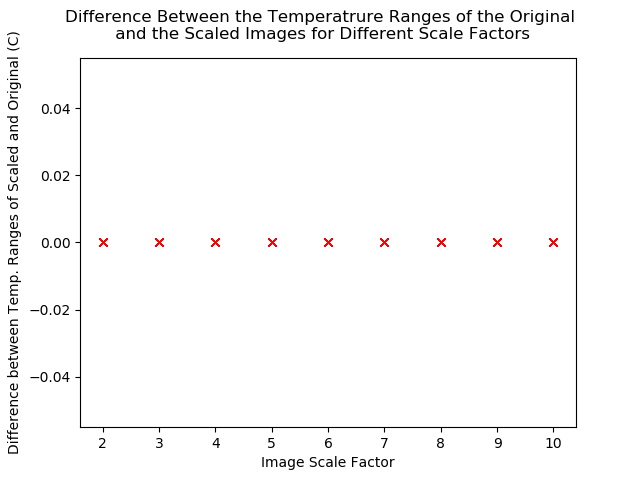 Difference Between the Temperatrure Ranges of the Original
and the Scaled Images for Different Scale Factors
Difference between Temp. Ranges of Scaled and Original (C)
0.04
0.02
0.00
−0.02
−0.04
2 3 4 5 6 7 8 9 10
Image Scale Factor